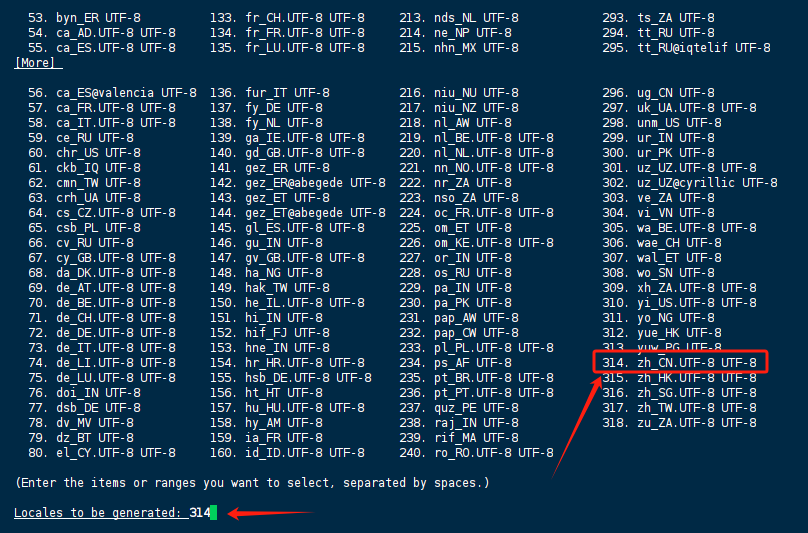 53. byn_ER UTF-8 133. fr_CH.UTF-8 UTF-8 213. nds_NL UTF-8 293. ts_ZA UTF-8
54. ca_AD.UTF-8 UTF-8 134. fr_FR.UTF-8 UTF-8 214. ne_NP UTF-8 294. tt_RU UTF-8
55. ca_ES.UTF-8 UTF-8 135. fr_LU.UTF-8 UTF-8 215. nhn_MX UTF-8 295. tt_RU@iqtelif UTF-8
[More]
56. ca_ES@valencia UTF-8 136. fur_IT UTF-8 216. niu_NU UTF-8 296. ug_CN UTF-8
57. ca_FR.UTF-8 UTF-8 137. fy_DE UTF-8 217. niu_NZ UTF-8 297. uk_UA.UTF-8 UTF-8
58. ca_IT.UTF-8 UTF-8 138. fy_NL UTF-8 218. nl_AW UTF-8 298. unm_US UTF-8
59. ce_RU UTF-8 139. ga_IE.UTF-8 UTF-8 219. nl_BE.UTF-8 UTF-8 299. ur_IN UTF-8
60. chr_US UTF-8 140. gd_GB.UTF-8 UTF-8 220. nl_NL.UTF-8 UTF-8 300. ur_PK UTF-8
61. ckb_IQ UTF-8 141. gez_ER UTF-8 221. nn_NO.UTF-8 UTF-8 301. uz_UZ.UTF-8 UTF-8
62. cmn_TW UTF-8 142. gez_ER@abegede UTF-8 222. nr_ZA UTF-8 302. uz_UZ@cyrillic UTF-8
63. crh_UA UTF-8 143. gez_ET UTF-8 223. nso_ZA UTF-8 303. ve_ZA UTF-8
64. cs_CZ.UTF-8 UTF-8 144. gez_ET@abegede UTF-8 224. oc_FR.UTF-8 UTF-8 304. vi_VN UTF-8
65. csb_PL UTF-8 145. gl_ES.UTF-8 UTF-8 225. om_ET UTF-8 305. wa_BE.UTF-8 UTF-8
66. cv_RU UTF-8 146. gu_IN UTF-8 226. om_KE.UTF-8 UTF-8 306. wae_CH UTF-8
67. cy_GB.UTF-8 UTF-8 147. gv_GB.UTF-8 UTF-8 227. or_IN UTF-8 307. wal_ET UTF-8
68. da_DK.UTF-8 UTF-8 148. ha_NG UTF-8 228. os_RU UTF-8 308. wo_SN UTF-8
69. de_AT.UTF-8 UTF-8 149. hak_TW UTF-8 229. pa_IN UTF-8 309. xh_ZA.UTF-8 UTF-8
70. de_BE.UTF-8 UTF-8 150. he_IL.UTF-8 UTF-8 230. pa_PK UTF-8 310. yi_US.UTF-8 UTF-8
71. de_CH.UTF-8 UTF-8 151. hi_IN UTF-8 231. pap_AW UTF-8 311. yo_NG UTF-8
72. de_DE.UTF-8 UTF-8 152. hif_FJ UTF-8 232. pap_CW UTF-8 312. yue_HK UTF-8
73. de_IT.UTF-8 UTF-8 153. hne_IN UTF-8 233. pl_PL.UTF-8 UTF-8 313. yuw_PG UTF-8
74. de_LI.UTF-8 UTF-8 154. hr_HR.UTF-8 UTF-8 234. ps_AF UTF-8 314. zh_CN.UTF-8 UTF-8
75. de_LU.UTF-8 UTF-8 155. hsb_DE.UTF-8 UTF-8 235. pt_BR.UTF-8 UTF-8 315. zh_HK.UTF-8 UTF-8
76. doi_IN UTF-8 156. ht_HT UTF-8 236. pt_PT.UTF-8 UTF-8 316. zh_SG.UTF-8 UTF-8
77. dsb_DE UTF-8 157. hu_HU.UTF-8 UTF-8 237. quz_PE UTF-8 317. zh_TW.UTF-8 UTF-8
78. dv_MV UTF-8 158. hy_AM UTF-8 238. raj_IN UTF-8 318. zu_ZA.UTF-8 UTF-8
79. dz_BT UTF-8 159. ia_FR UTF-8 239. rif_MA UTF-8
80. el_CY.UTF-8 UTF-8 160. id_ID.UTF-8 UTF-8 240. ro_RO.UTF-8 UTF-8
(Enter the items or ranges you want to select, separated by spaces.)
Locales to be generated: 314